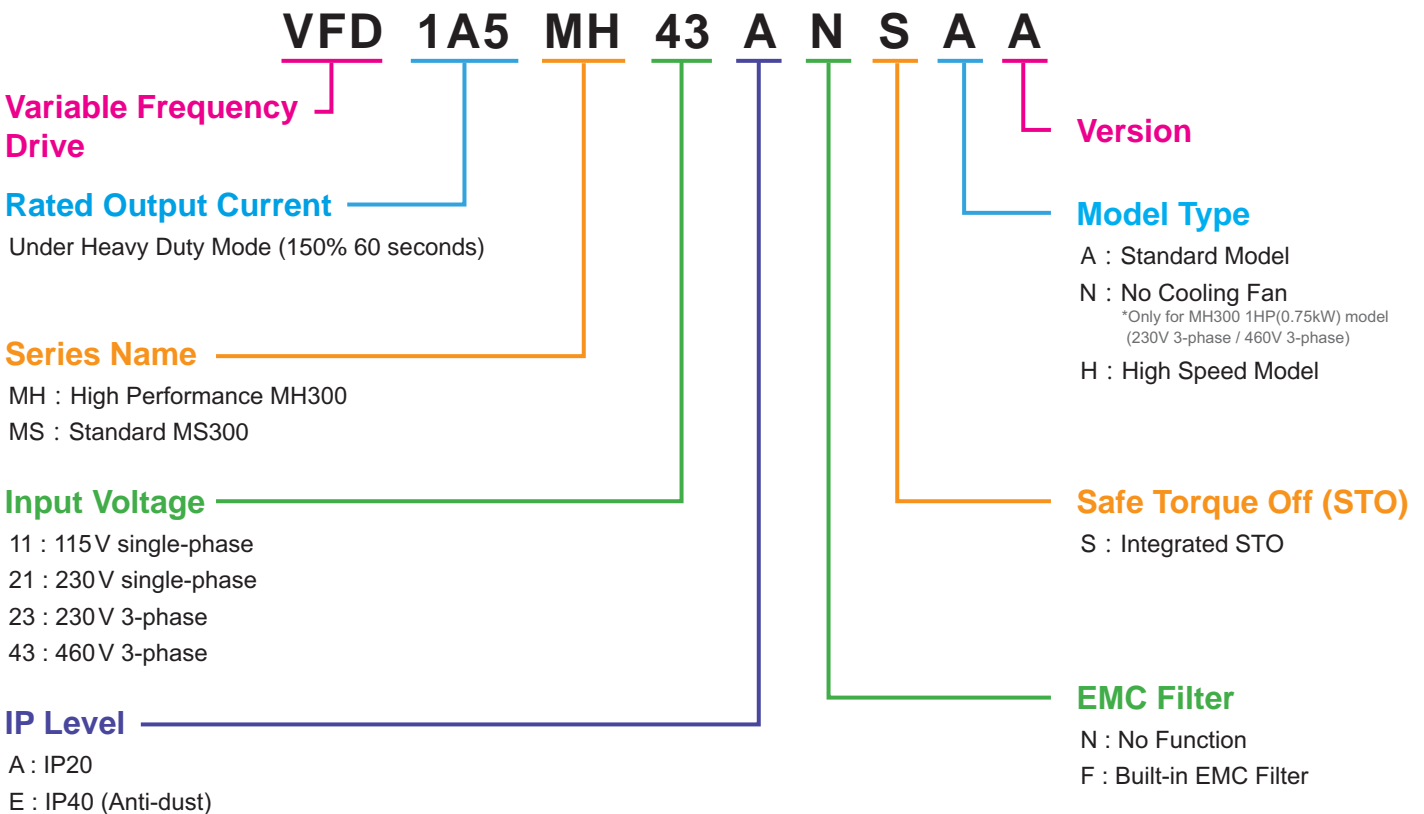 VFD 1A5 MH 43 A N S A A
Variable Frequency
Drive
Rated Output Current
Under Heavy Duty Mode (150% 60 seconds)
Series Name
MH : High Performance MH300
MS : Standard MS300
Input Voltage
11 : 115V single-phase
21 : 230V single-phase
23 : 230V 3-phase
43 : 460V 3-phase
IP Level
A : IP20
E : IP40 (Anti-dust)
Version
Model Type
A : Standard Model
N : No Cooling Fan
*Only for MH300 1HP(0.75kW) model
(230V 3-phase / 460V 3-phase)
H : High Speed Model
Safe Torque Off (STO)
S : Integrated STO
EMC Filter
N : No Function
F : Built-in EMC Filter